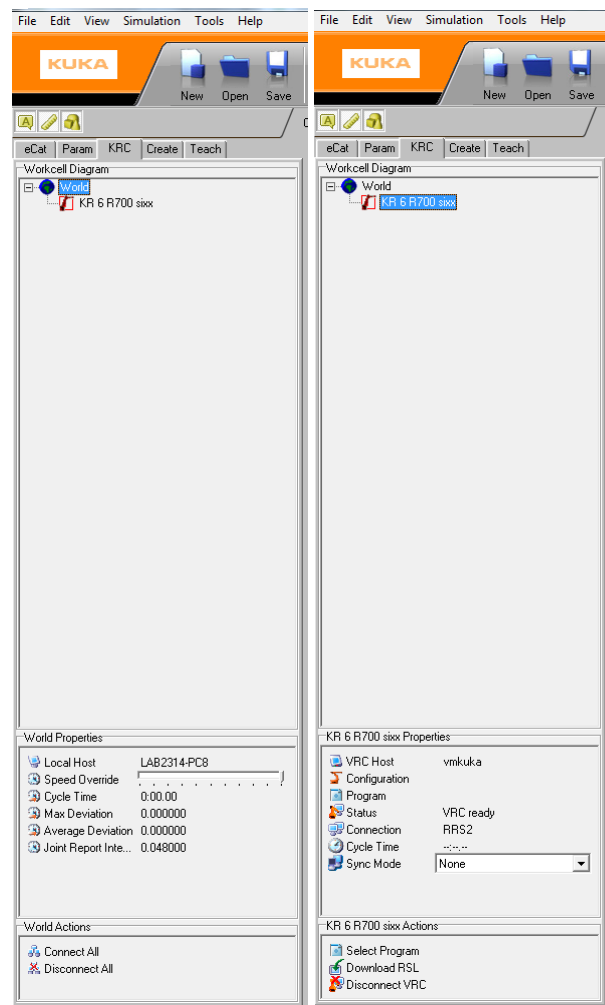 File Edit View Simulation Tools Help
KUKA
New Open Save
eCat Param KRC Create Teach
Workcell Diagram
World
KR 6 R700 sixx
World Properties
Local Host LAB2314-PC8
Speed Override
Cycle Time 0:00.00
Max Deviation 0.000000
Average Deviation 0.000000
Joint Report Inte... 0.048000
World Actions
Connect All
Disconnect All
File Edit View Simulation Tools Help
KUKA
New Open Save
eCat Param KRC Create Teach
Workcell Diagram
World
KR 6 R700 sixx
KR 6 R700 sixx Properties
VRC Host vmkuka
Configuration
Program
Status VRC ready
Connection RRS2
Cycle Time --:--.--
Sync Mode None
KR 6 R700 sixx Actions
Select Program
Download RSL
Disconnect VRC